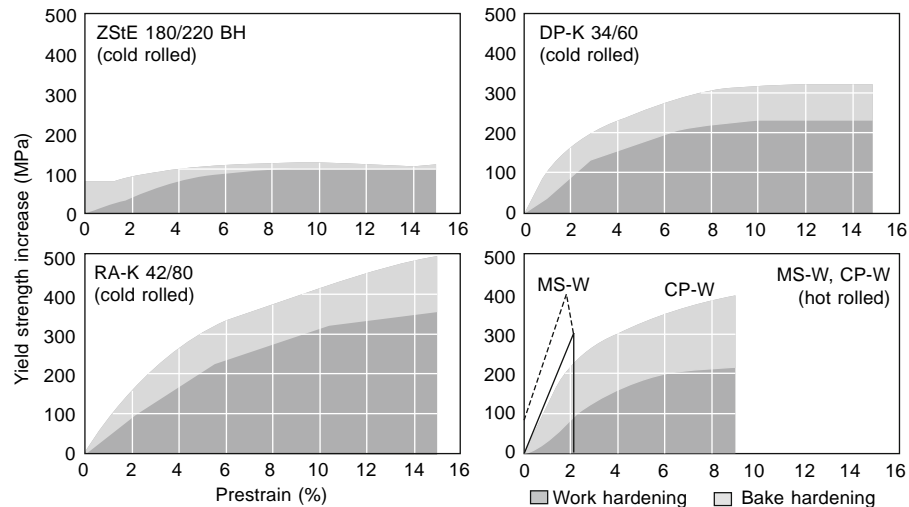 Yield strength increase (MPa)
500
400
300
200
100
0
ZStE 180/220 BH
(cold rolled)
0 2 4 6 8 10 12 14 16
500
400
300
200
100
0
DP-K 34/60
(cold rolled)
0 2 4 6 8 10 12 14 16
500
400
300
200
100
0
RA-K 42/80
(cold rolled)
0 2 4 6 8 10 12 14 16
Prestrain (%)
500
400
300
200
100
0
MS-W
CP-W
MS-W, CP-W
(hot rolled)
0 2 4 6 8 10 12 14 16
Work hardening Bake hardening